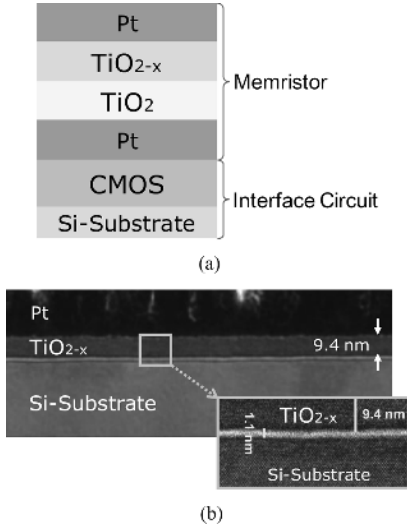 Pt
TiO2-x
TiO2
Pt
CMOS
Si-Substrate
Memristor
Interface Circuit
(a)
Pt
TiO2-x
9.4 nm
Si-Substrate
TiO2-x
9.4 nm
1.1 nm
Si-Substrate
(b)